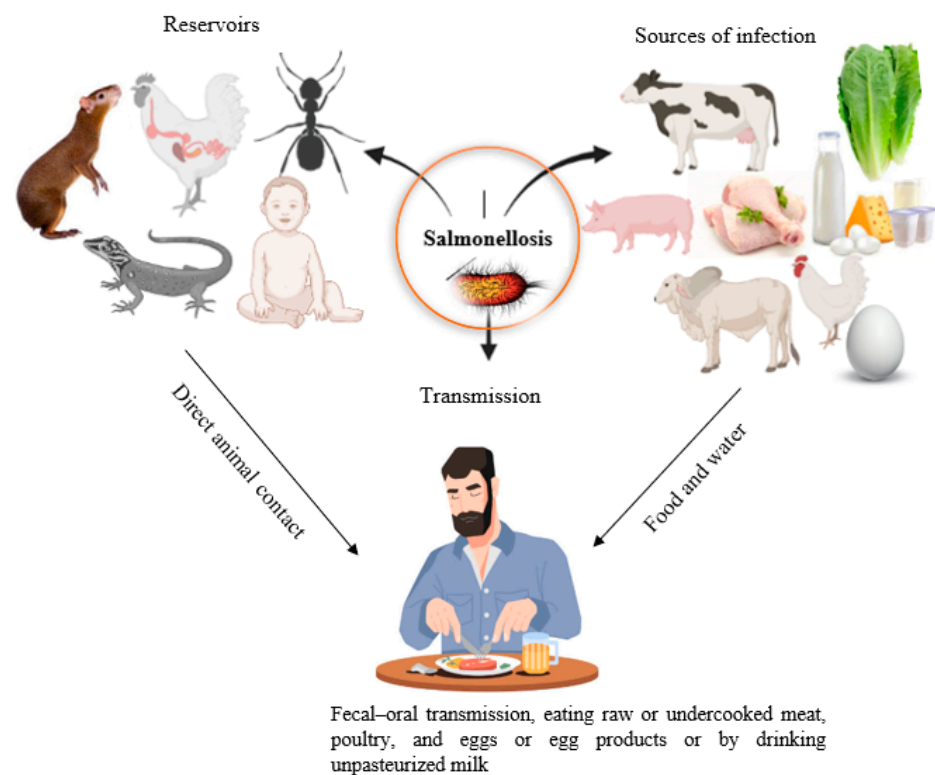 Reservoirs
Sources of infection
Salmonellosis
Transmission
Direct animal contact
Food and water
Fecal–oral transmission, eating raw or undercooked meat,
poultry, and eggs or egg products or by drinking
unpasteurized milk